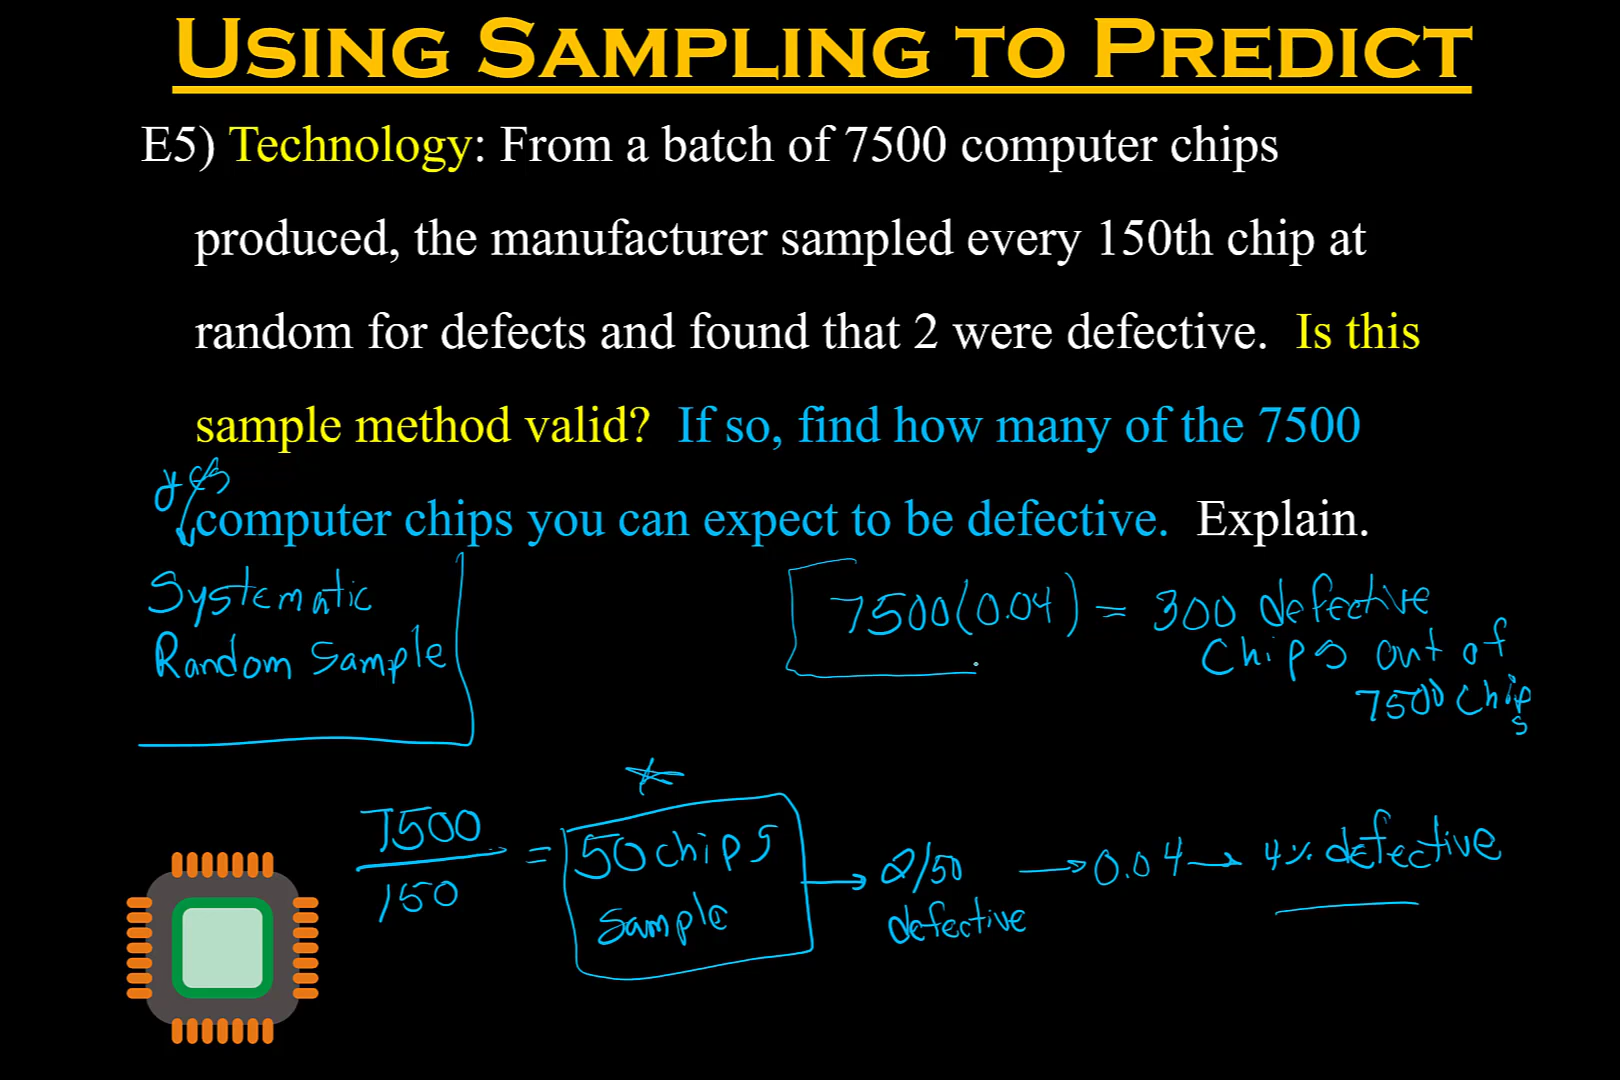 USING SAMPLING TO PREDICT
E5) Technology: From a batch of 7500 computer chips
produced, the manufacturer sampled every 150th chip at
random for defects and found that 2 were defective. Is this
sample method valid? If so, find how many of the 7500
yes
computer chips you can expect to be defective. Explain.
Systematic
Random Sample
7500(0.04) = 300 defective
Chips out of
7500 Chip
s
7500
150
= 50 chips
Sample
2/50
defective
→ 0.04 → 4% defective